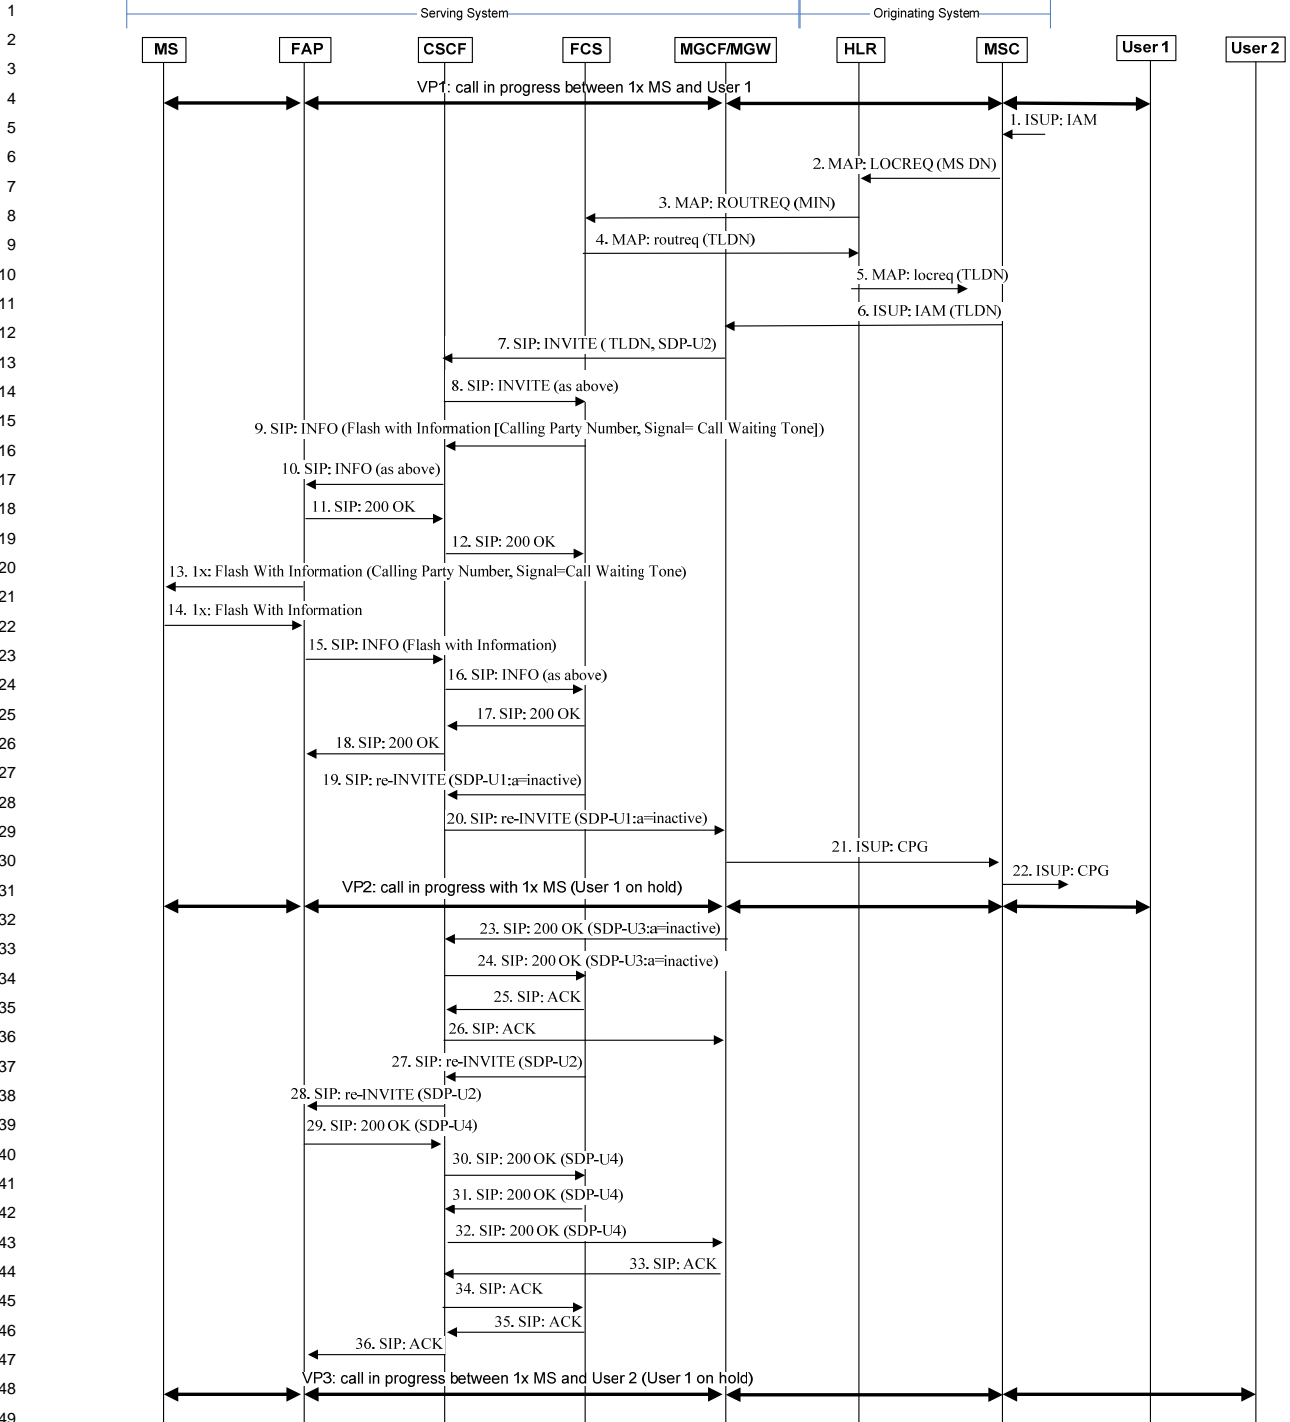 1
Serving System
Originating System
2
MS
FAP
CSCF
FCS
MGCF/MGW
HLR
MSC
User 1
User 2
3
VP1: call in progress between 1x MS and User 1
4
1. ISUP: IAM
5
6
2. MAP: LOCREQ (MS DN)
7
3. MAP: ROUTREQ (MIN)
8
4. MAP: routreq (TLDN)
9
5. MAP: locreq (TLDN)
10
11
6. ISUP: IAM (TLDN)
12
7. SIP: INVITE ( TLDN, SDP-U2)
13
8. SIP: INVITE (as above)
14
15
9. SIP: INFO (Flash with Information [Calling Party Number, Signal= Call Waiting Tone])
16
10. SIP: INFO (as above)
17
11. SIP: 200 OK
18
12. SIP: 200 OK
19
20
13. 1x: Flash With Information (Calling Party Number, Signal=Call Waiting Tone)
21
14. 1x: Flash With Information
22
15. SIP: INFO (Flash with Information)
23
16. SIP: INFO (as above)
24
17. SIP: 200 OK
25
18. SIP: 200 OK
26
27
19. SIP: re-INVITE (SDP-U1:a=inactive)
28
20. SIP: re-INVITE (SDP-U1:a=inactive)
29
21. ISUP: CPG
30
22. ISUP: CPG
31
VP2: call in progress with 1x MS (User 1 on hold)
32
23. SIP: 200 OK (SDP-U3:a=inactive)
33
24. SIP: 200 OK (SDP-U3:a=inactive)
34
25. SIP: ACK
35
26. SIP: ACK
36
27. SIP: re-INVITE (SDP-U2)
37
28. SIP: re-INVITE (SDP-U2)
38
29. SIP: 200 OK (SDP-U4)
39
40
30. SIP: 200 OK (SDP-U4)
41
31. SIP: 200 OK (SDP-U4)
42
32. SIP: 200 OK (SDP-U4)
43
33. SIP: ACK
44
34. SIP: ACK
45
35. SIP: ACK
46
36. SIP: ACK
47
VP3: call in progress between 1x MS and User 2 (User 1 on hold)
48
49